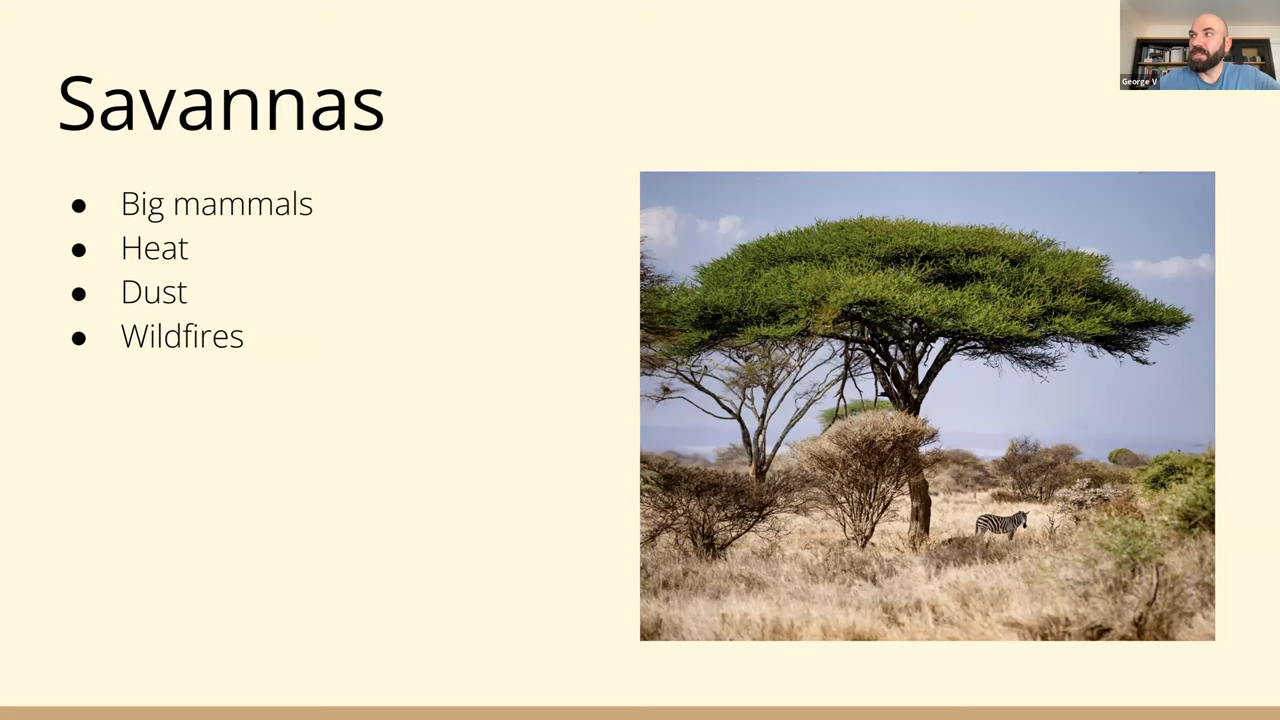 Savannas
George V
● Big mammals
● Heat
● Dust
● Wildfires